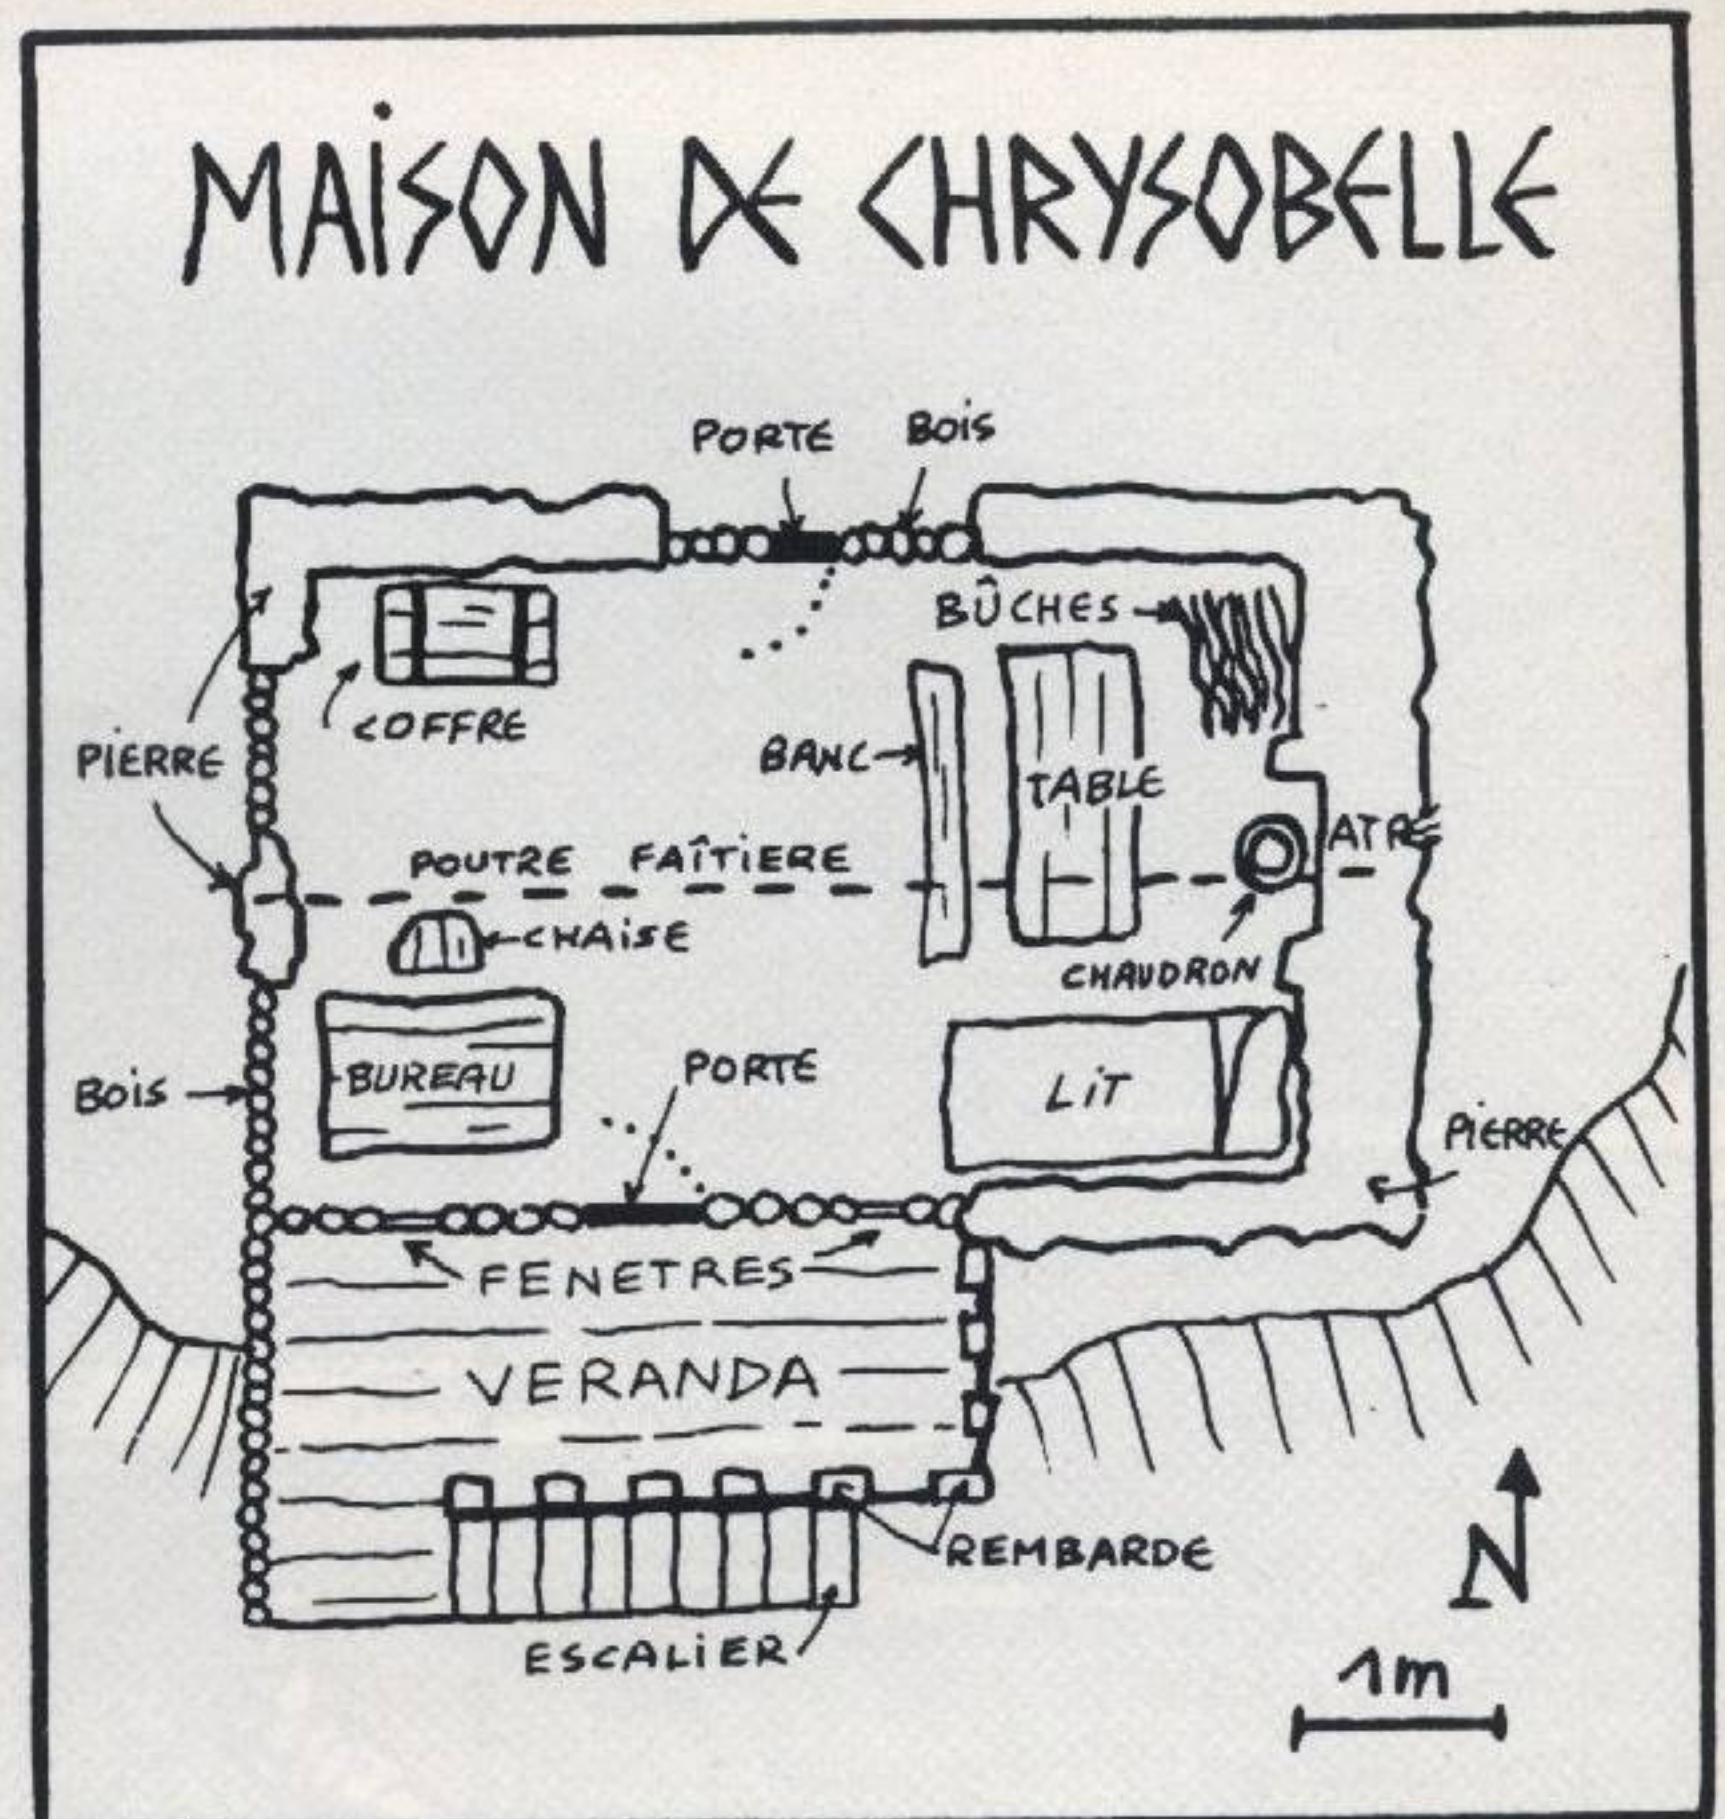 MAiSON DE CHRYSOBELLE
PORTE
BOiS
BÛCHES
COFFRE
PiERRE
BANC
TABLE
ATRE
POUTRE FAÎTiERE
CHAiSE
CHAUDRON
BUREAU
PORTE
LiT
BOiS
PiERRE
FENETRES
VERANDA
REMBARDE
N
ESCALiER
1m